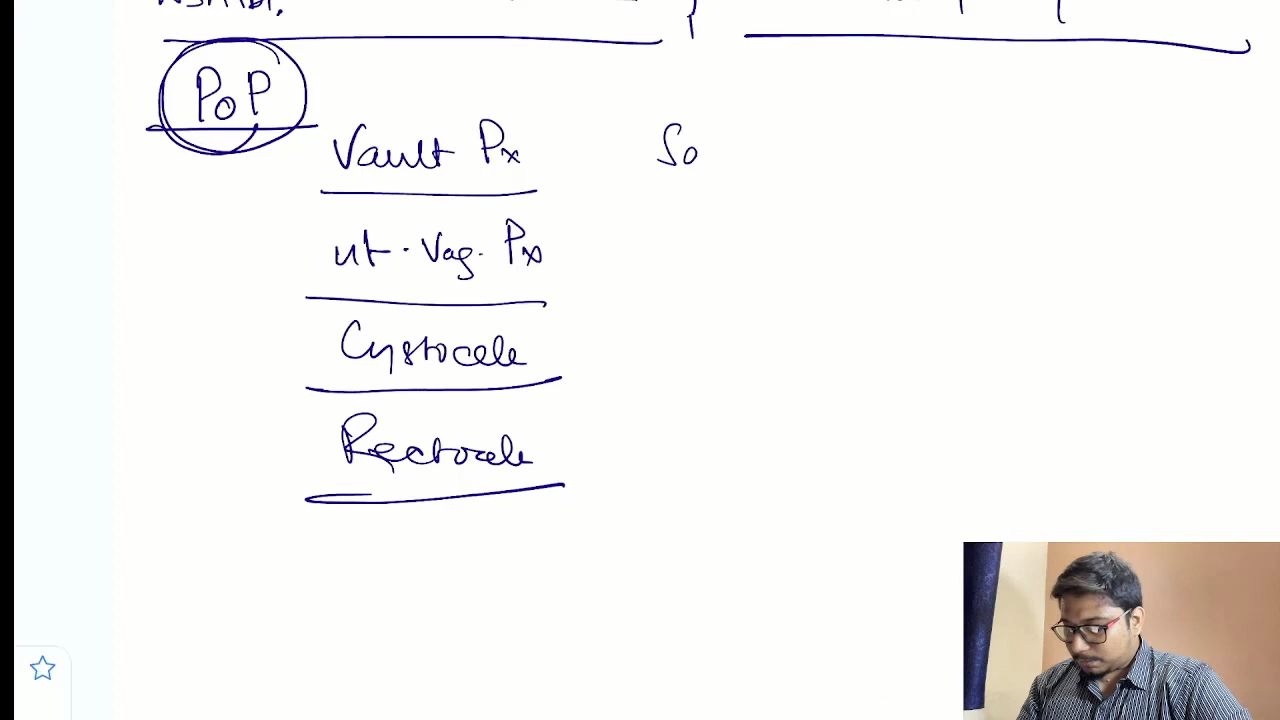 PoP
Vault Px So
ut. Vag. Px
Cystocele
Rectocele